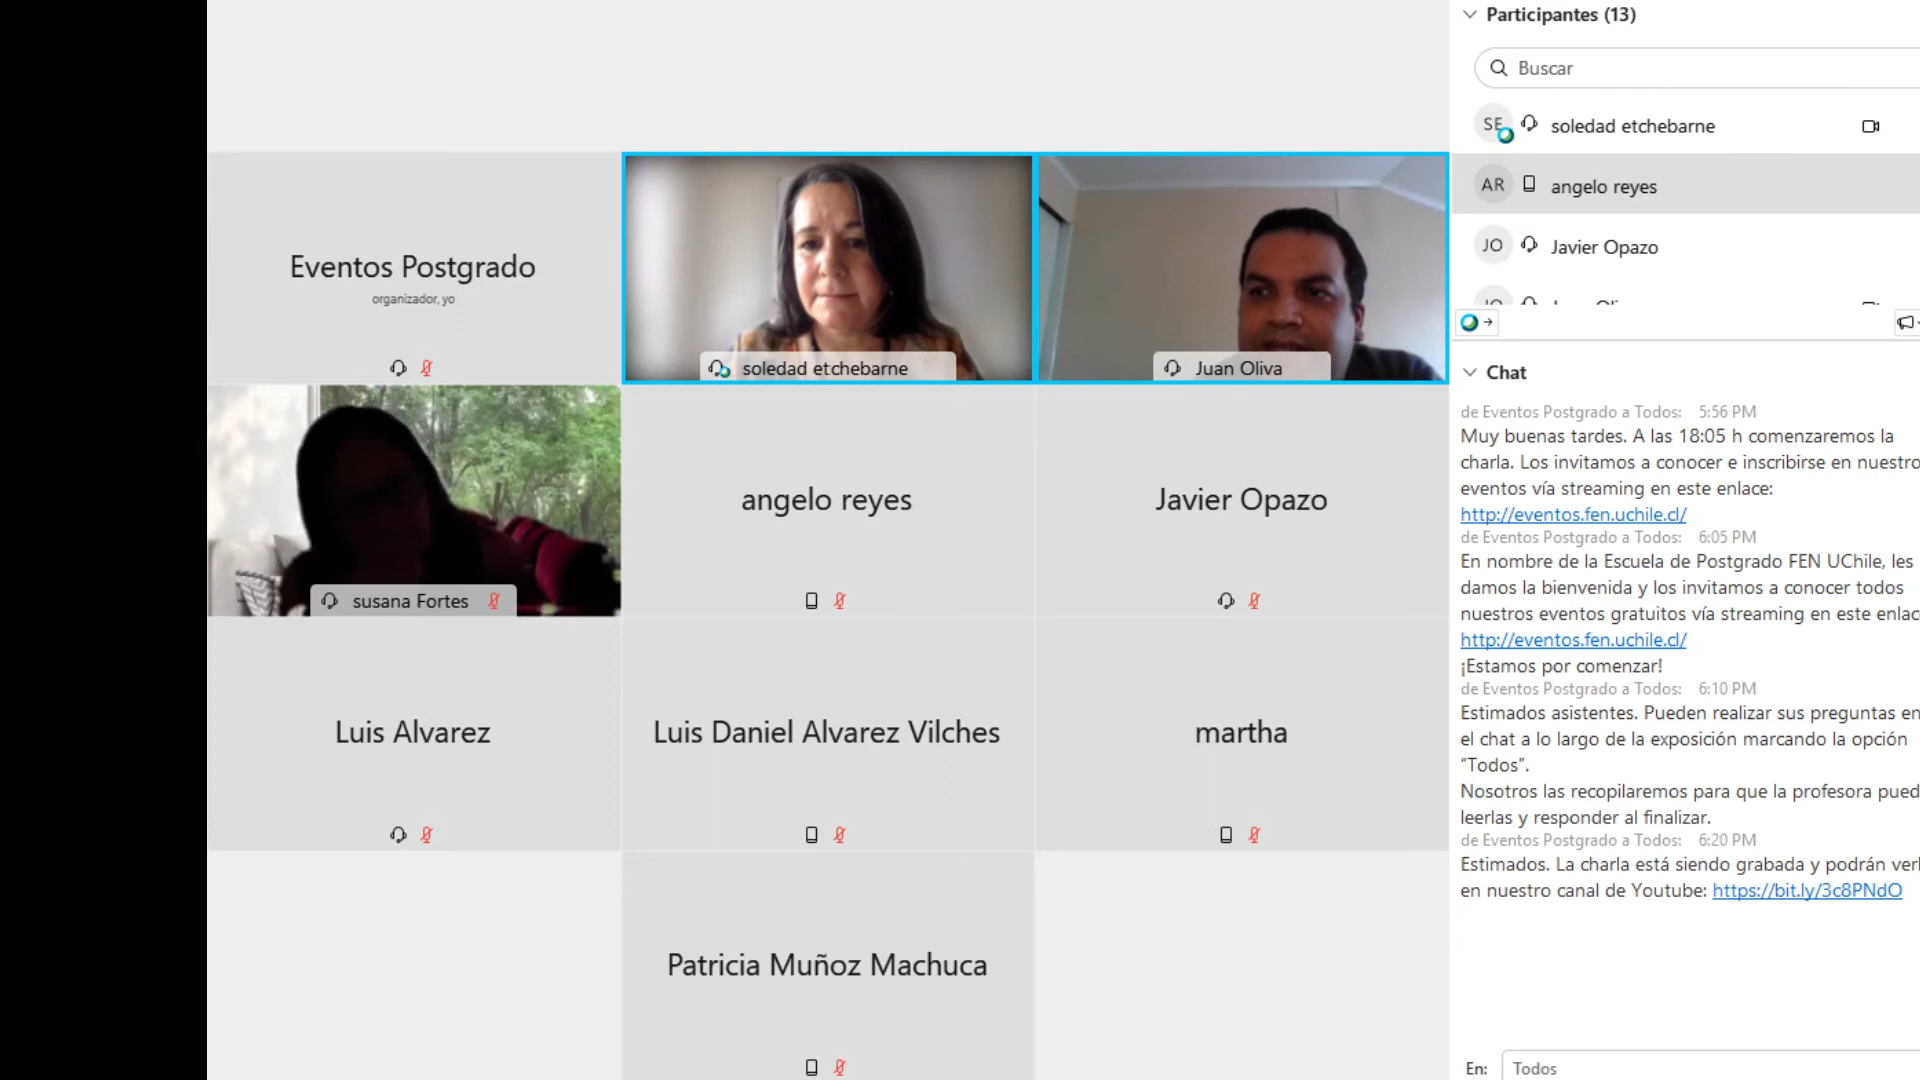 Eventos Postgrado
organizador, yo
soledad etchebarne
Juan Oliva
susana Fortes
angelo reyes
Javier Opazo
Luis Alvarez
Luis Daniel Alvarez Vilches
martha
Patricia Muñoz Machuca
Participantes (13)
Buscar
SE soledad etchebarne
AR angelo reyes
JO Javier Opazo
Chat
de Eventos Postgrado a Todos: 5:56 PM
Muy buenas tardes. A las 18:05 h comenzaremos la
charla. Los invitamos a conocer e inscribirse en nuestro
eventos vía streaming en este enlace:
http://eventos.fen.uchile.cl/
de Eventos Postgrado a Todos: 6:05 PM
En nombre de la Escuela de Postgrado FEN UChile, les
damos la bienvenida y los invitamos a conocer todos
nuestros eventos gratuitos vía streaming en este enlac
http://eventos.fen.uchile.cl/
¡Estamos por comenzar!
de Eventos Postgrado a Todos: 6:10 PM
Estimados asistentes. Pueden realizar sus preguntas en
el chat a lo largo de la exposición marcando la opción
“Todos”.
Nosotros las recopilaremos para que la profesora pued
leerlas y responder al finalizar.
de Eventos Postgrado a Todos: 6:20 PM
Estimados. La charla está siendo grabada y podrán verl
en nuestro canal de Youtube: https://bit.ly/3c8PNdO
En: Todos